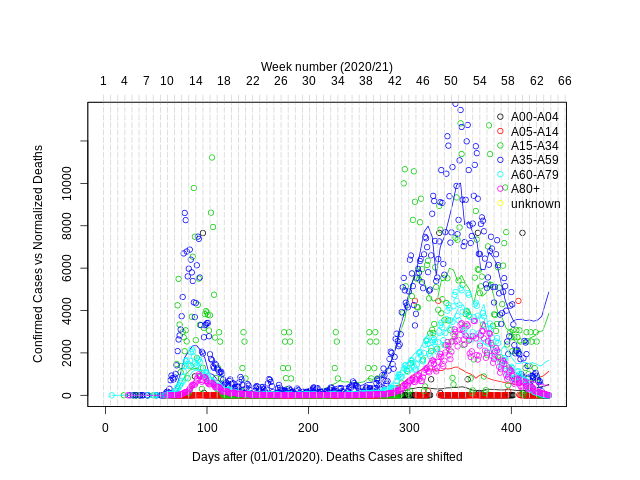 Week number (2020/21)
1 4 7 10 14 18 22 26 30 34 38 42 46 50 54 58 62 66
A00-A04
A05-A14
A15-A34
A35-A59
A60-A79
A80+
unknown
Confirmed Cases vs Normalized Deaths
0 2000 4000 6000 8000 10000
0 100 200 300 400
Days after (01/01/2020). Deaths Cases are shifted